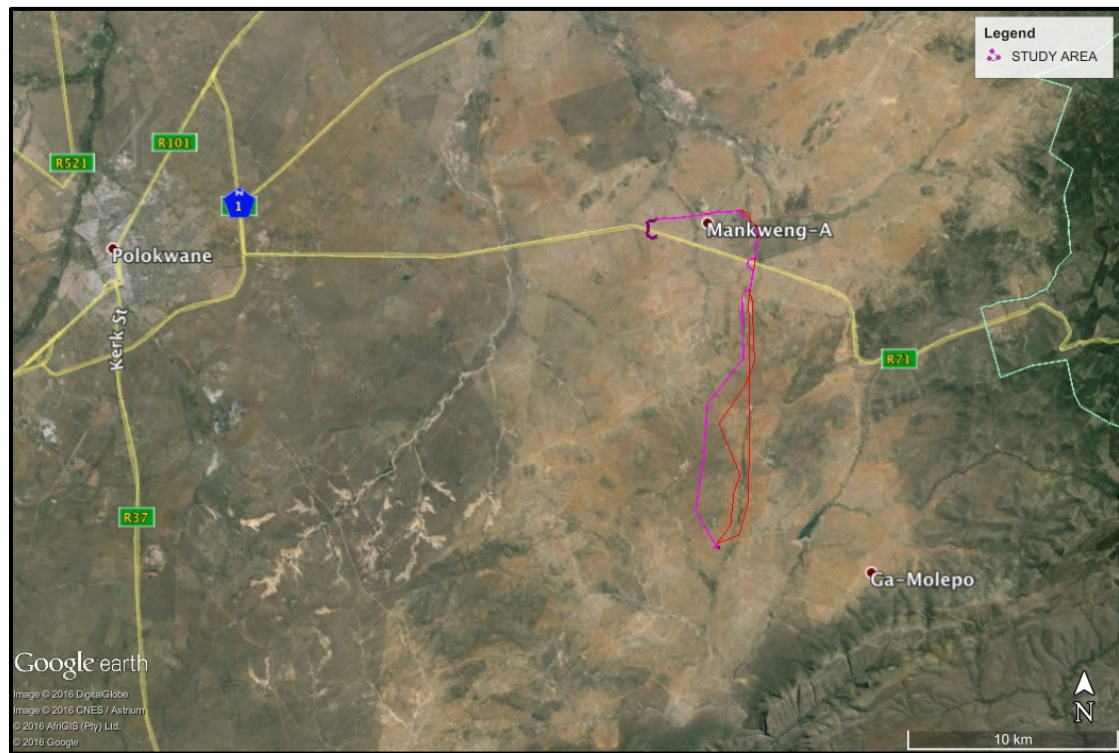 Legend
STUDY AREA
R101
R521
N
1
Mankweng-A
Polokwane
Kerk St
R71
R37
Ga-Molepo
Google earth
Image © 2016 DigitalGlobe
Image © 2016 CNES / Astrium
© 2016 AfriGIS (Pty) Ltd.
© 2016 Google
N
10 km